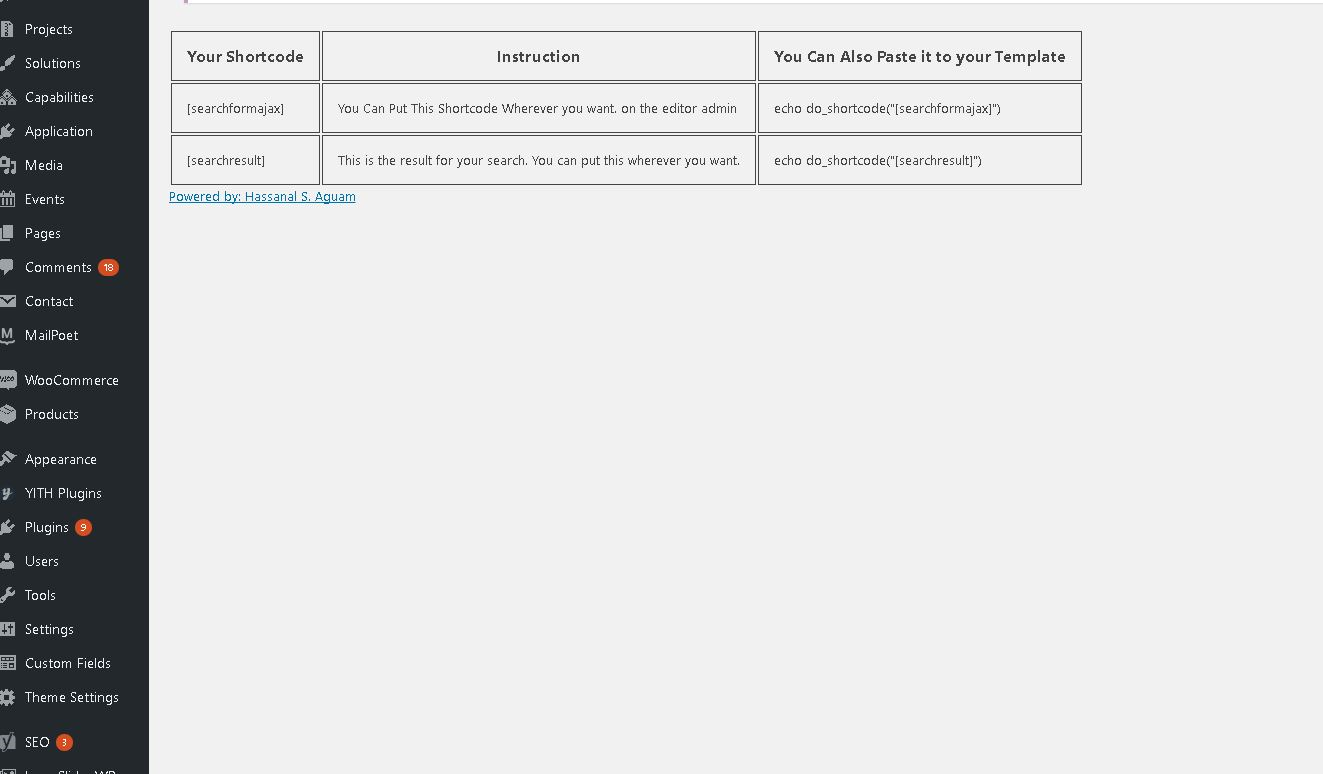 Projects
Solutions
Capabilities
Application
Media
Events
Pages
Comments 18
Contact
MailPoet
WooCommerce
Products
Appearance
YITH Plugins
Plugins 9
Users
Tools
Settings
Custom Fields
Theme Settings
SEO 3
Your Shortcode Instruction You Can Also Paste it to your Template
[searchformajax] You Can Put This Shortcode Wherever you want. on the editor admin echo do_shortcode("[searchformajax]")
[searchresult] This is the result for your search. You can put this wherever you want. echo do_shortcode("[searchresult]")
Powered by: Hassanal S. Aguam